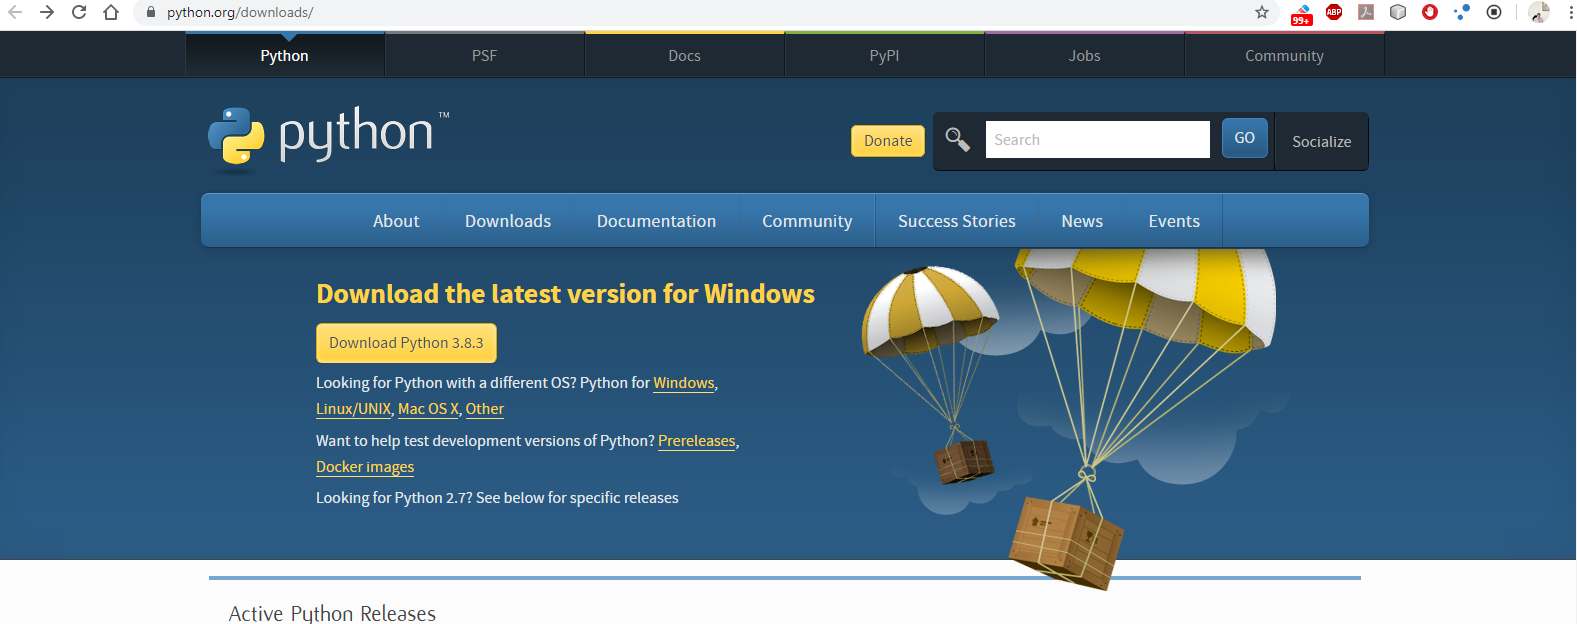 python.org/downloads/
99+
ABP
Python PSF Docs PyPI Jobs Community
python™
Donate Search GO Socialize
About Downloads Documentation Community Success Stories News Events
Download the latest version for Windows
Download Python 3.8.3
Looking for Python with a different OS? Python for Windows,
Linux/UNIX, Mac OS X, Other
Want to help test development versions of Python? Prereleases,
Docker images
Looking for Python 2.7? See below for specific releases
Active Python Releases